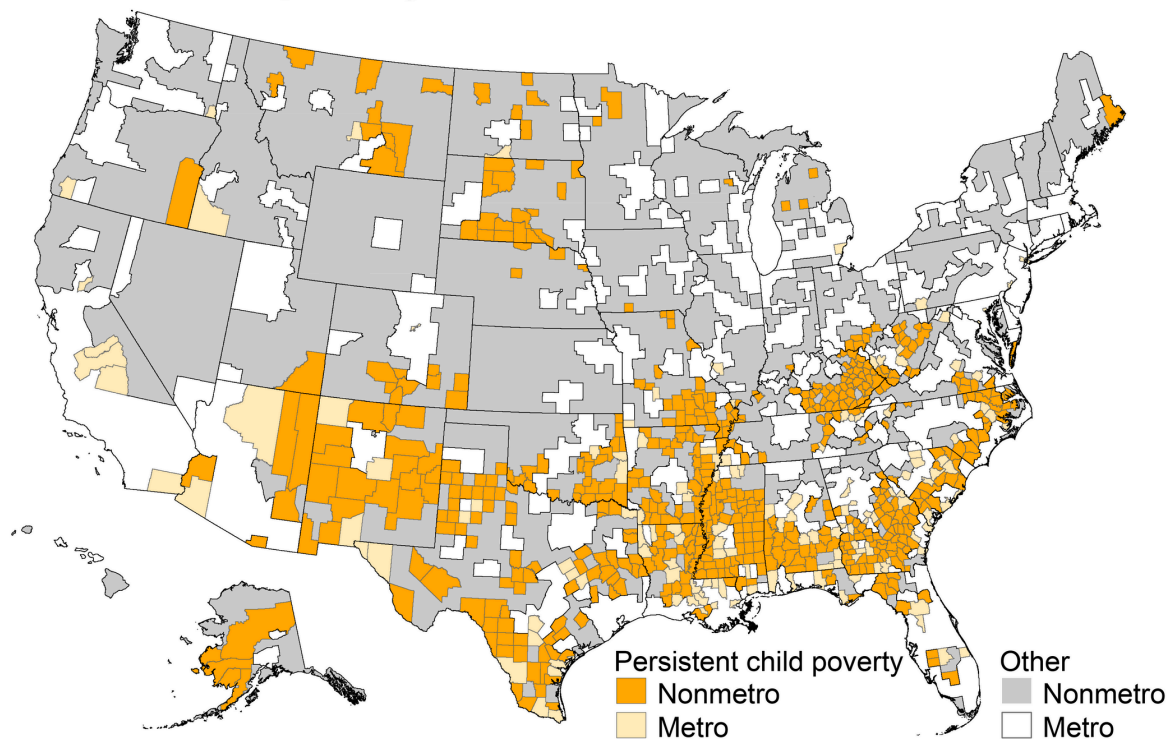 Persistent child poverty
Nonmetro
Metro
Other
Nonmetro
Metro